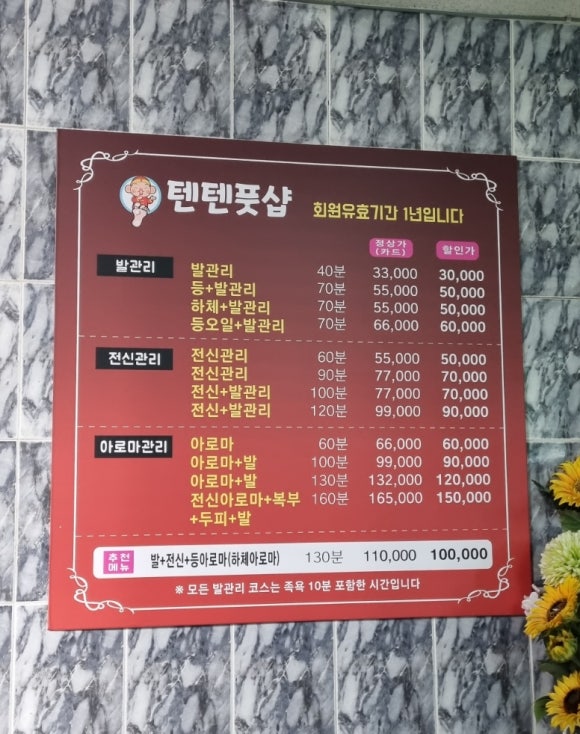 텐텐풋샵 회원유효기간 1년입니다
정상가 (카드) 할인가
발관리 발관리 40분 33,000 30,000
등+발관리 70분 55,000 50,000
하체+발관리 70분 55,000 50,000
등오일+발관리 70분 66,000 60,000
전신관리 전신관리 60분 55,000 50,000
전신관리 90분 77,000 70,000
전신+발관리 100분 77,000 70,000
전신+발관리 120분 99,000 90,000
아로마관리 아로마 60분 66,000 60,000
아로마+발 100분 99,000 90,000
아로마+발 130분 132,000 120,000
전신아로마+복부 160분 165,000 150,000
+두피+발
추천 메뉴 발+전신+등아로마(하체아로마) 130분 110,000 100,000
※ 모든 발관리 코스는 족욕 10분 포함한 시간입니다